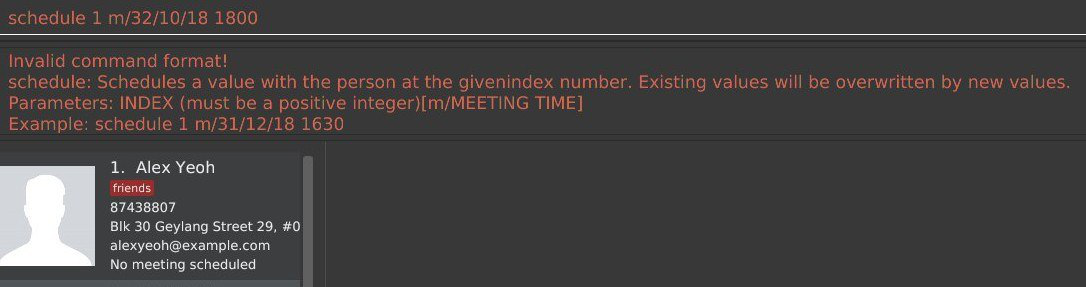 schedule 1 m/32/10/18 1800
Invalid command format!
schedule: Schedules a value with the person at the givenindex number. Existing values will be overwritten by new values.
Parameters: INDEX (must be a positive integer)[m/MEETING TIME]
Example: schedule 1 m/31/12/18 1630
1. Alex Yeoh
friends
87438807
Blk 30 Geylang Street 29, #0
alexyeoh@example.com
No meeting scheduled